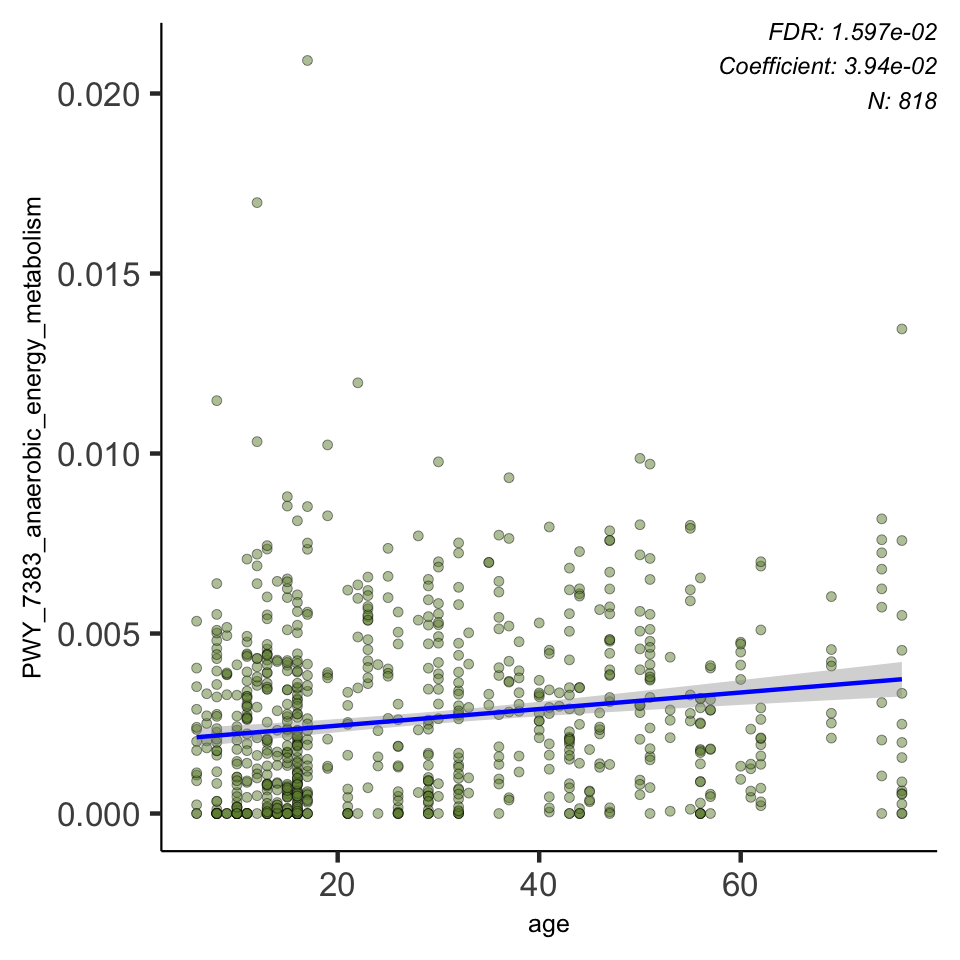 FDR: 1.597e-02
Coefficient: 3.94e-02
N: 818
PWY_7383_anaerobic_energy_metabolism
0.020
0.015
0.010
0.005
0.000
20 40 60
age